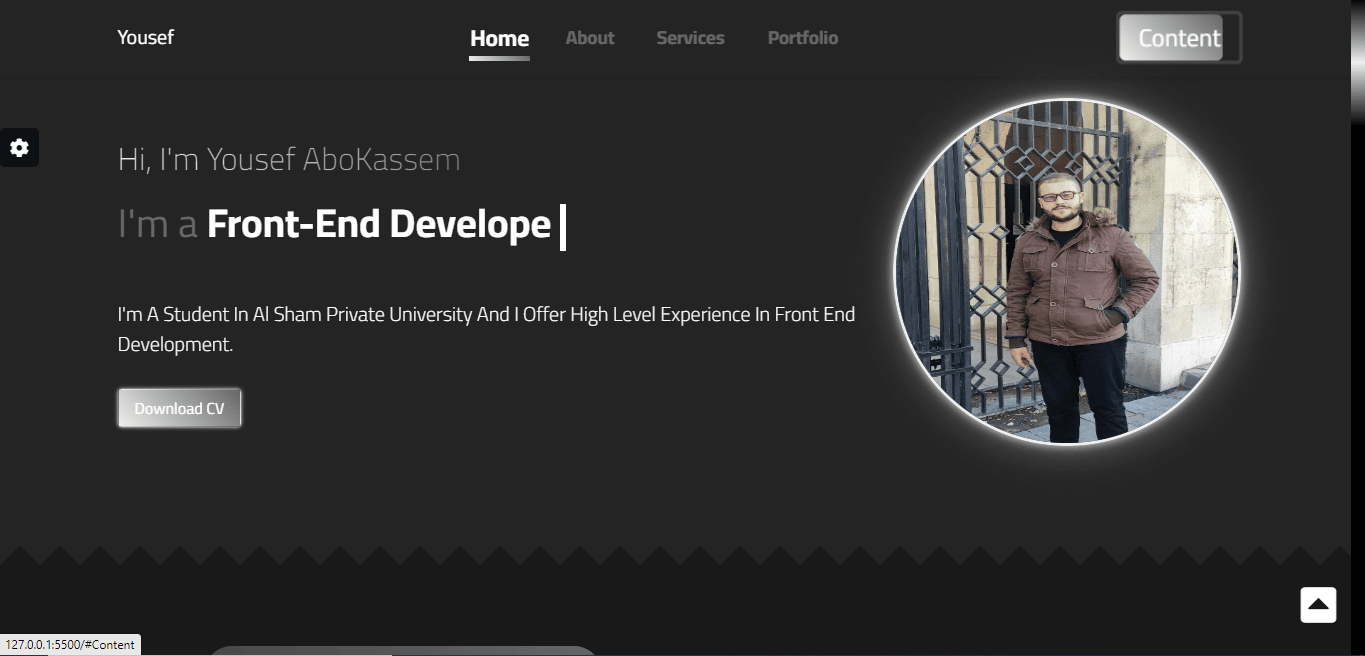 Yousef
Home
About
Services
Portfolio
Content
Hi, I'm Yousef AboKassem
I'm a Front-End Develope
I'm A Student In Al Sham Private University And I Offer High Level Experience In Front End
Development.
Download CV
127.0.0.1:5500/#Content